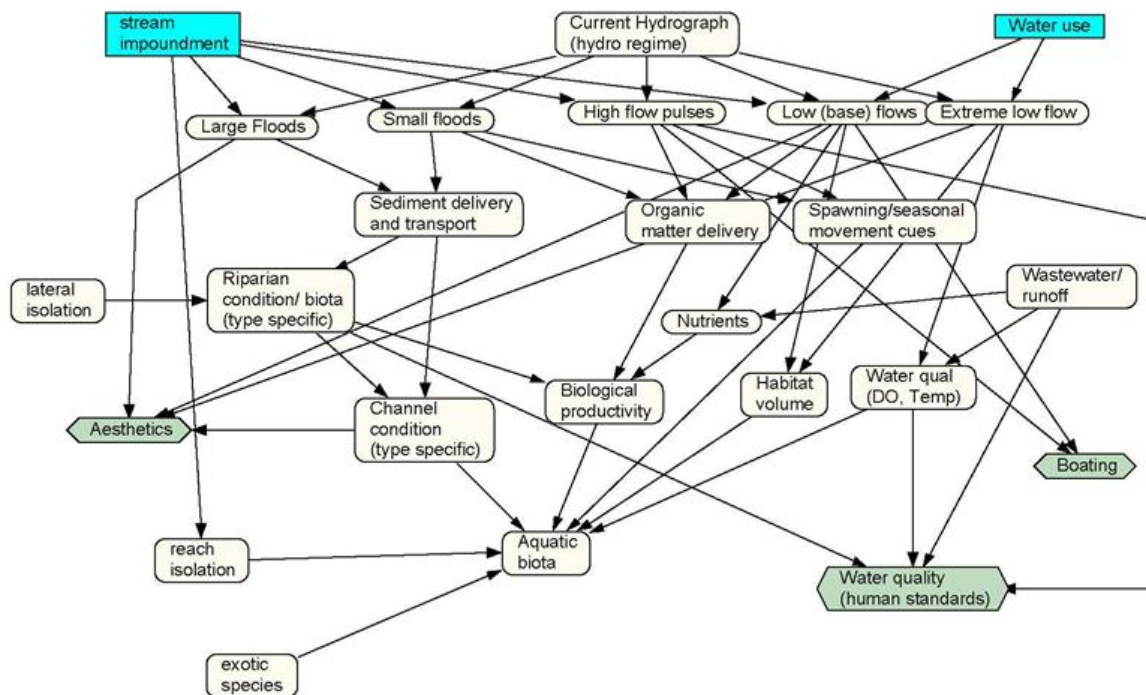 stream
impoundment
Current Hydrograph
(hydro regime)
Water use
Large Floods
Small floods
High flow pulses
Low (base) flows
Extreme low flow
Sediment delivery
and transport
Organic
matter delivery
Spawning/seasonal
movement cues
lateral
isolation
Riparian
condition/ biota
(type specific)
Nutrients
Wastewater/
runoff
Aesthetics
Channel
condition
(type specific)
Biological
productivity
Habitat
volume
Water qual
(DO, Temp)
Boating
reach
isolation
Aquatic
biota
Water quality
(human standards)
exotic
species